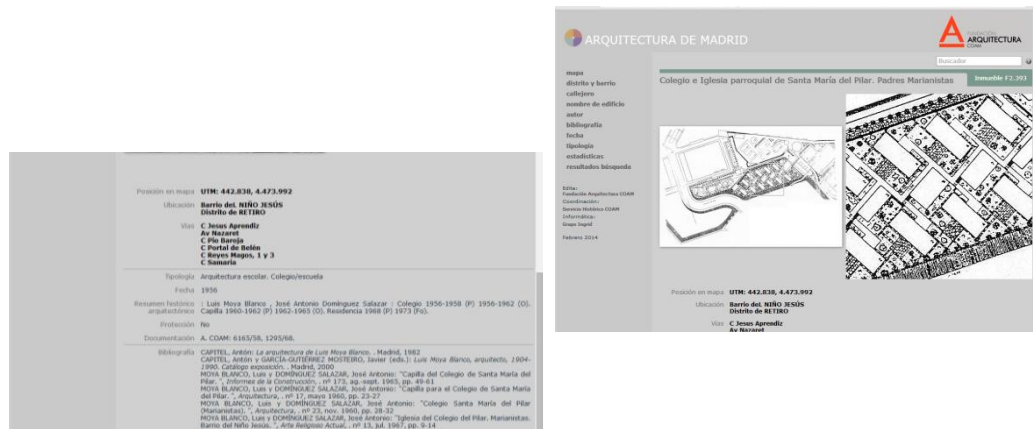 Posición en mapa UTM: 442.838, 4.473.992
Ubicación Barrio del. NIÑO JESÚS
Distrito de RETIRO
Vías C Jesus Aprendiz
Av Nazaret
C Pio Baroja
C Portal de Belén
C Reyes Magos, 1 y 3
C Samaria
Tipología Arquitectura escolar. Colegio/escuela
Fecha 1956
Resumen histórico arquitectónico : Luis Moya Blanco , José Antonio Domínguez Salazar : Colegio 1956-1958 (P) 1956-1962 (O).
Capilla 1960-1962 (P) 1962-1965 (O). Residencia 1968 (P) 1973 (Fo).
Protección No
Documentación A. COAM: 6165/58, 1295/68.
Bibliografía CAPITEL, Antón: La arquitectura de Luis Moya Blanco. . Madrid, 1982
CAPITEL, Antón y GARCÍA-GUTIÉRREZ MOSTEIRO, Javier (eds.): Luis Moya Blanco, arquitecto, 1904-
1990. Catálogo exposición. . Madrid, 2000
MOYA BLANCO, Luis y DOMÍNGUEZ SALAZAR, José Antonio: "Capilla del Colegio de Santa María del
Pilar. ", Informes de la Construcción, . nº 173, ag.-sept. 1965, pp. 49-61
MOYA BLANCO, Luis y DOMÍNGUEZ SALAZAR, José Antonio: "Capilla para el Colegio de Santa María
del Pilar. ", Arquitectura, . nº 17, mayo 1960, pp. 23-27
MOYA BLANCO, Luis y DOMÍNGUEZ SALAZAR, José Antonio: "Colegio Santa María del Pilar
(Marianistas). ", Arquitectura, . nº 23, nov. 1960, pp. 28-32
MOYA BLANCO, Luis y DOMÍNGUEZ SALAZAR, José Antonio: "Iglesia del Colegio del Pilar. Marianistas.
Barrio del Niño Jesús. ", Arte Religioso Actual, . nº 13, jul. 1967, pp. 9-14
ARQUITECTURA DE MADRID
FUNDACIÓN
ARQUITECTURA
COAM
Buscador
mapa
distrito y barrio
callejero
nombre de edificio
autor
bibliografía
fecha
tipología
estadísticas
resultados búsqueda
Edita:
Fundación Arquitectura COAM
Coordinación:
Servicio Histórico COAM
Informática:
Grupo Ingrid
Febrero 2014
Colegio e Iglesia parroquial de Santa María del Pilar. Padres Marianistas
Inmueble F2.391
Posición en mapa UTM: 442.838, 4.473.992
Ubicación Barrio del. NIÑO JESÚS
Distrito de RETIRO
Vías C Jesus Aprendiz
Av Nazaret